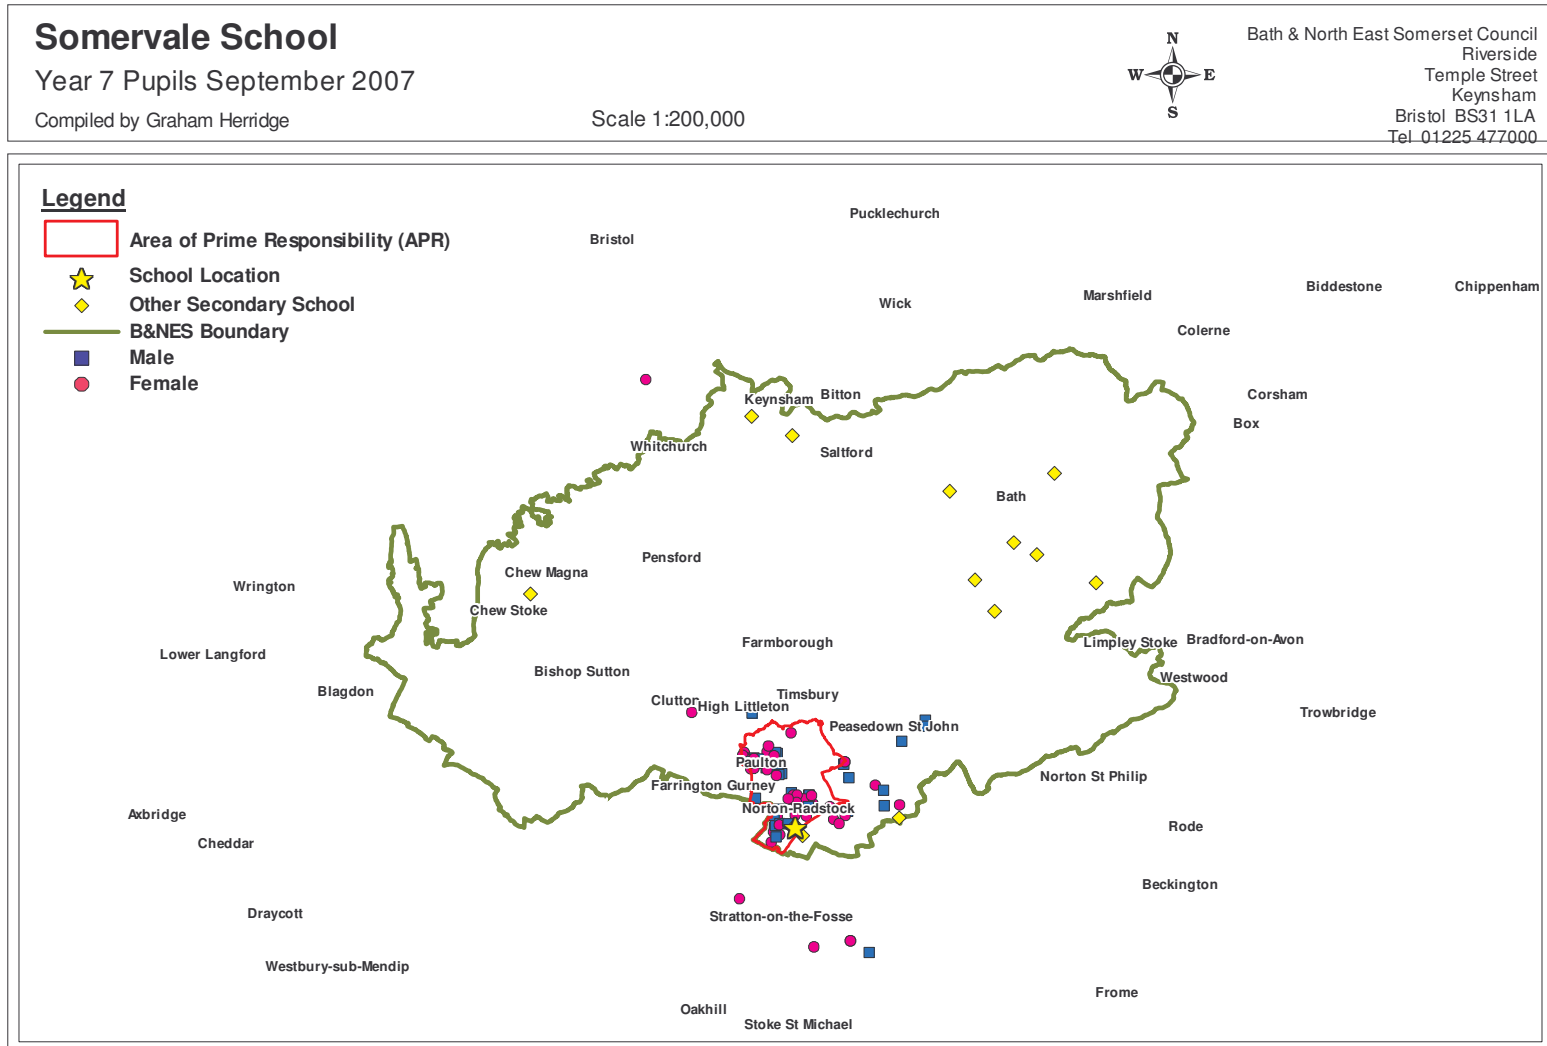 Somervale School
Year 7 Pupils September 2007
Compiled by Graham Herridge
Scale 1:200,000
N
W
E
S
Bath & North East Somerset Council
Riverside
Temple Street
Keynsham
Bristol BS31 1LA
Tel 01225 477000
Legend
Area of Prime Responsibility (APR)
School Location
Other Secondary School
B&NES Boundary
Male
Female
Pucklechurch
Bristol
Biddestone
Chippenham
Marshfield
Wick
Colerne
Corsham
Bitton
Keynsham
Box
Whitchurch
Saltford
Bath
Pensford
Chew Magna
Wrington
Chew Stoke
Bradford-on-Avon
Limpley Stoke
Farmborough
Lower Langford
Bishop Sutton
Westwood
Blagdon
Timsbury
Clutton
High Littleton
Trowbridge
Peasedown St John
Paulton
Norton St Philip
Farrington Gurney
Norton-Radstock
Axbridge
Rode
Cheddar
Beckington
Draycott
Stratton-on-the-Fosse
Westbury-sub-Mendip
Frome
Oakhill
Stoke St Michael